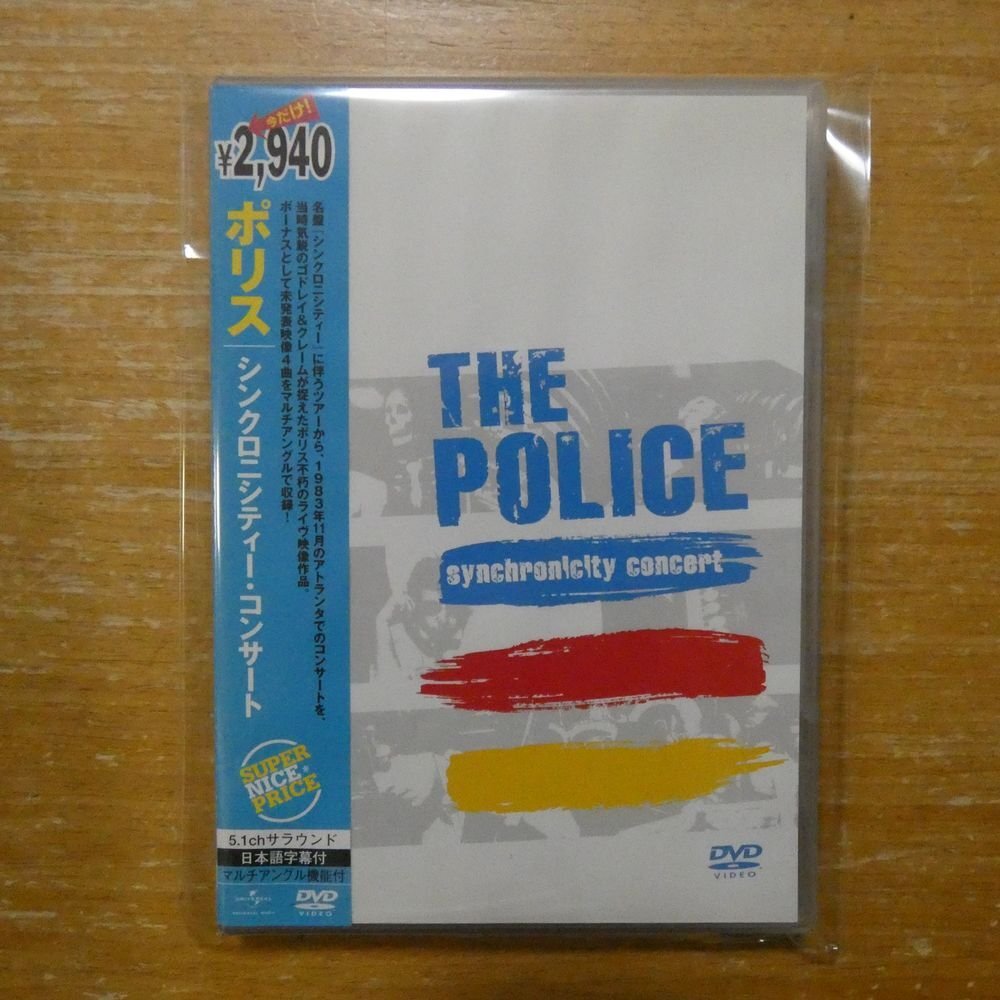 今だけ!
¥2,940
ポリス
シンクロニシティー・コンサート
名盤「シンクロニシティー」に伴うツアーから、1983年11月のアトランタでのコンサートを、
当時気鋭のゴドレイ&クレームが捉えたポリス不朽のライヴ映像作品。
ボーナスとして未発表映像4曲をマルチアングルで収録!
SUPER
NICE
PRICE
5.1chサラウンド
日本語字幕付
マルチアングル機能付
UNIVERSAL
DVD
VIDEO
THE
POLICE
synchronicity concert
DVD
VIDEO